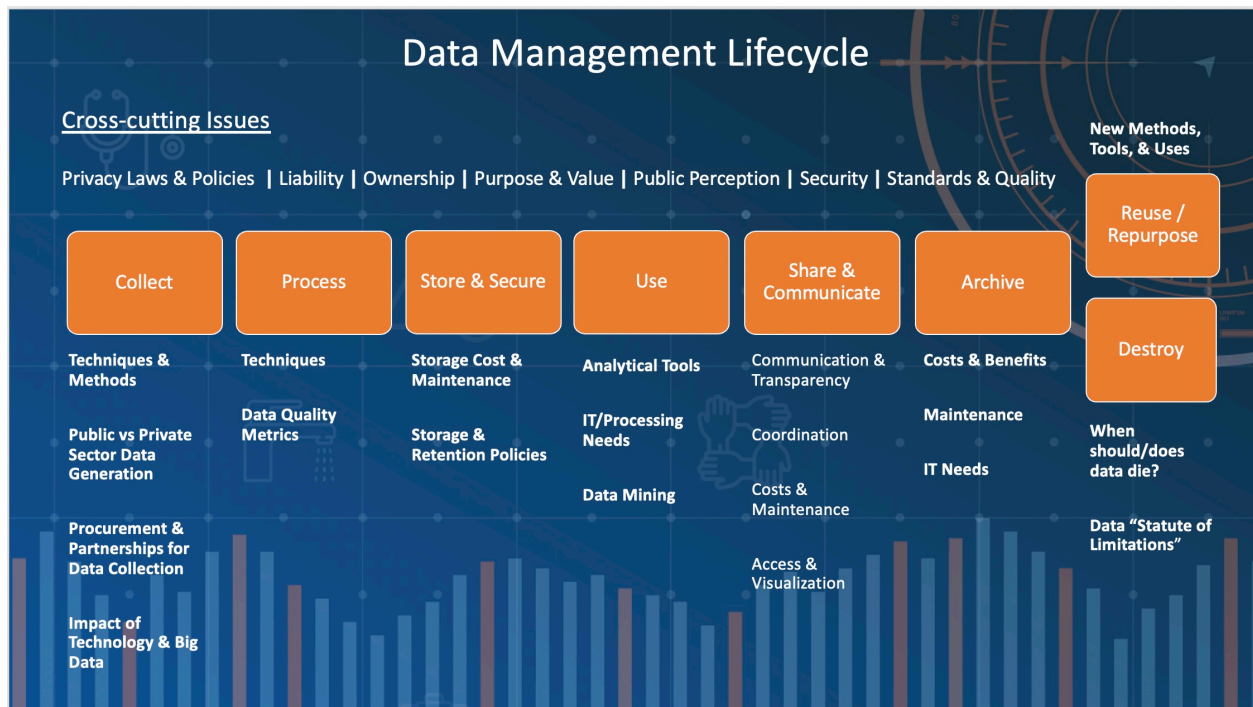 Data Management Lifecycle
Cross-cutting Issues
New Methods,
Tools, & Uses
Privacy Laws & Policies | Liability | Ownership | Purpose & Value | Public Perception | Security | Standards & Quality
Reuse /
Repurpose
Collect
Process
Store & Secure
Use
Share &
Communicate
Archive
Destroy
Techniques &
Methods
Public vs Private
Sector Data
Generation
Procurement &
Partnerships for
Data Collection
Impact of
Technology & Big
Data
Techniques
Data Quality
Metrics
Storage Cost &
Maintenance
Storage &
Retention Policies
Analytical Tools
IT/Processing
Needs
Data Mining
Communication &
Transparency
Coordination
Costs &
Maintenance
Access &
Visualization
Costs & Benefits
Maintenance
IT Needs
When
should/does
data die?
Data “Statute of
Limitations”